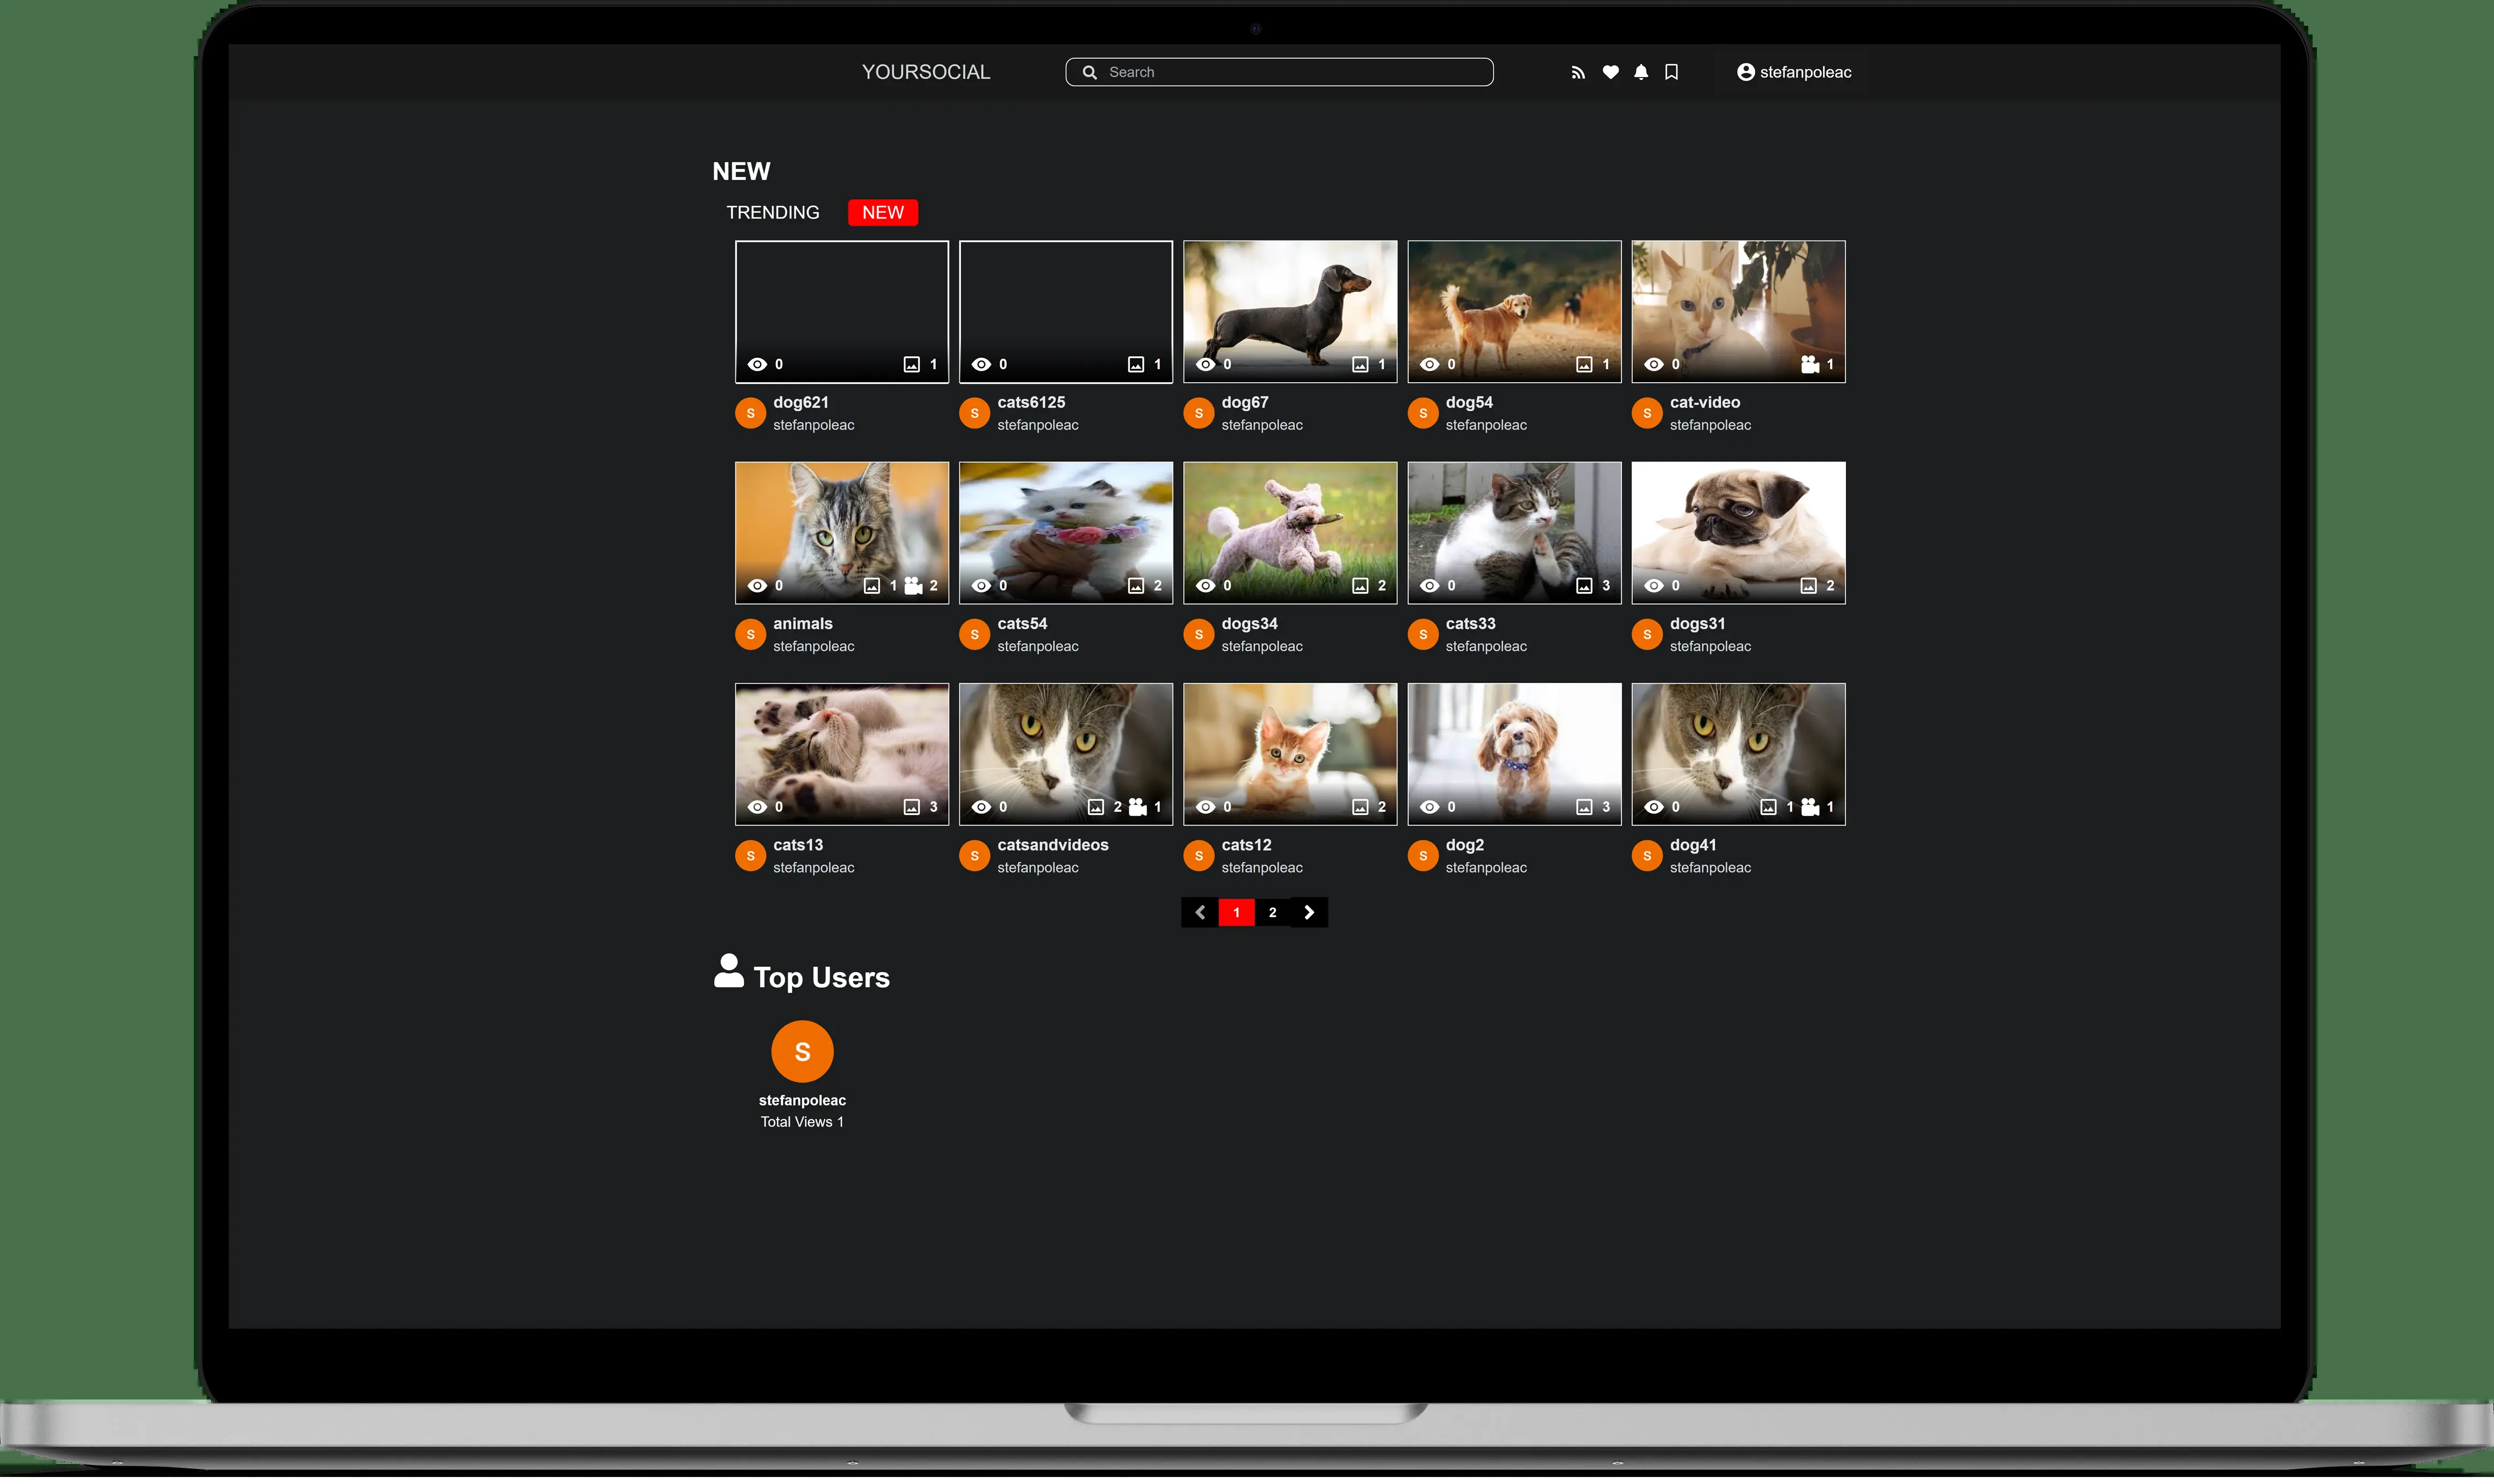 YOURSOCIAL
Search
stefanpoleac
NEW
TRENDING NEW
0 1
0 1
0 1
0 1
0 1
S dog621
stefanpoleac
S cats6125
stefanpoleac
S dog67
stefanpoleac
S dog54
stefanpoleac
S cat-video
stefanpoleac
0 1 2
0 2
0 2
0 3
0 2
S animals
stefanpoleac
S cats54
stefanpoleac
S dogs34
stefanpoleac
S cats33
stefanpoleac
S dogs31
stefanpoleac
0 3
0 2 1
0 2
0 3
0 1 1
S cats13
stefanpoleac
S catsandvideos
stefanpoleac
S cats12
stefanpoleac
S dog2
stefanpoleac
S dog41
stefanpoleac
1 2
Top Users
S
stefanpoleac
Total Views 1